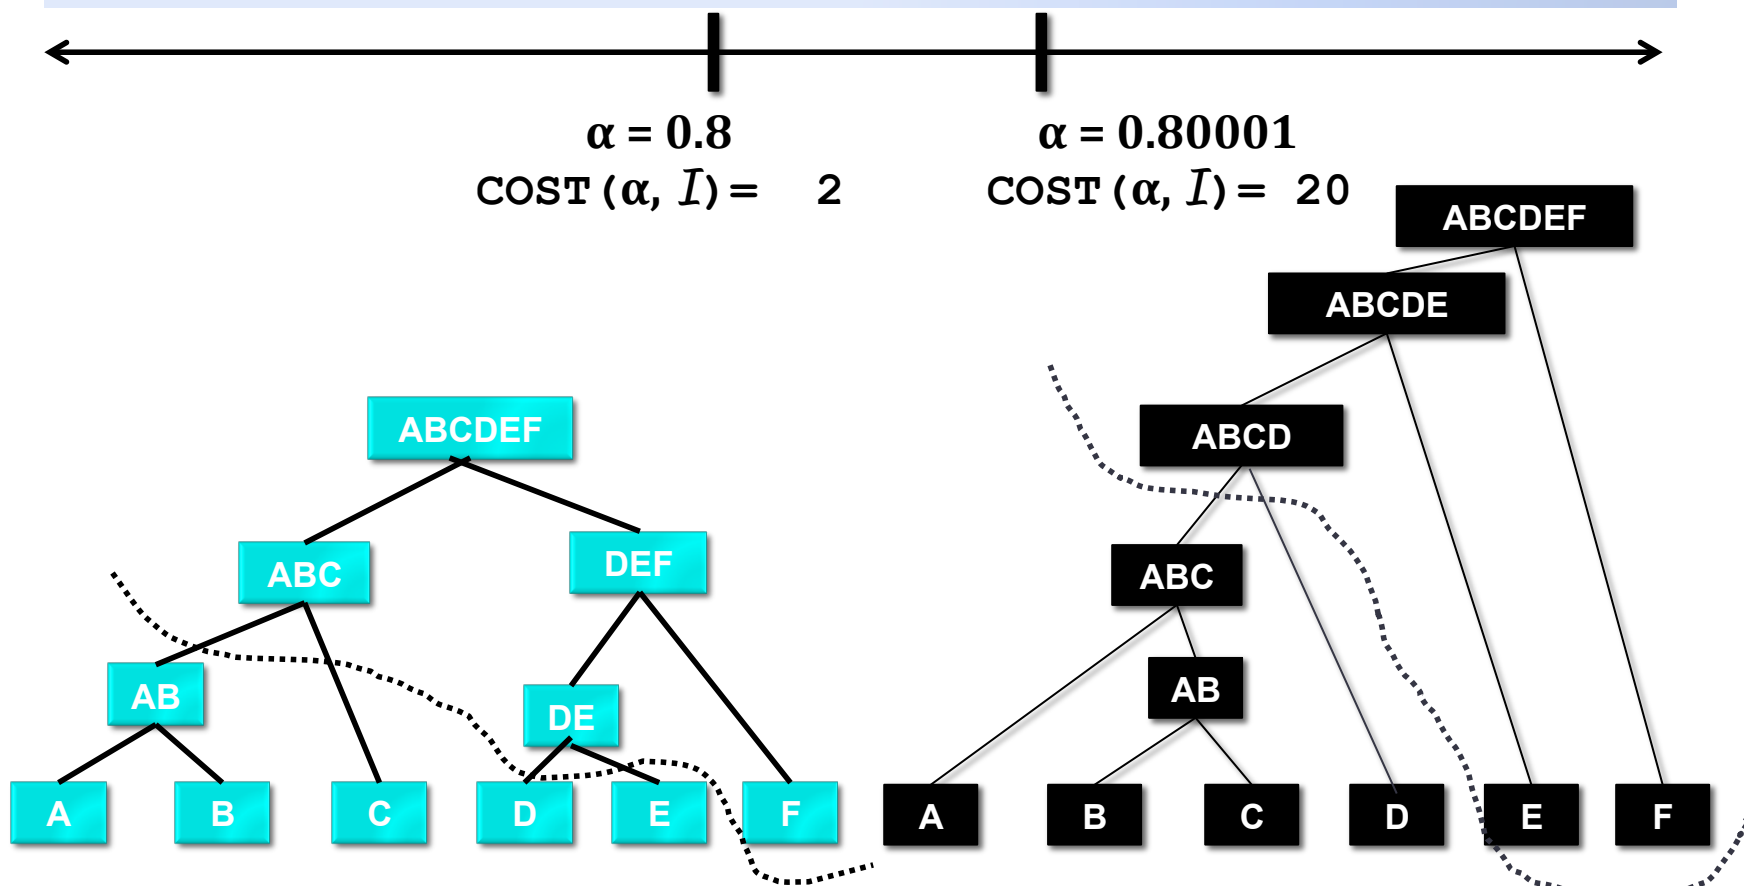 α = 0.8
COST(α, I)= 2
α = 0.80001
COST(α, I)= 20
ABCDEF
ABC
DEF
AB
DE
A B C D E F
ABCDEF
ABCDE
ABCD
ABC
AB
A B C D E F